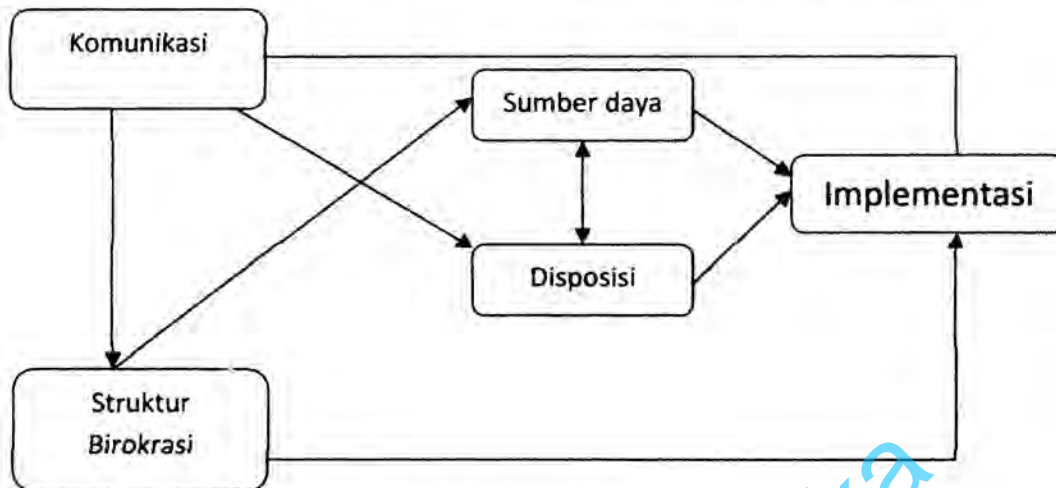 Komunikasi
Sumber daya
Implementasi
Disposisi
Struktur
Birokrasi